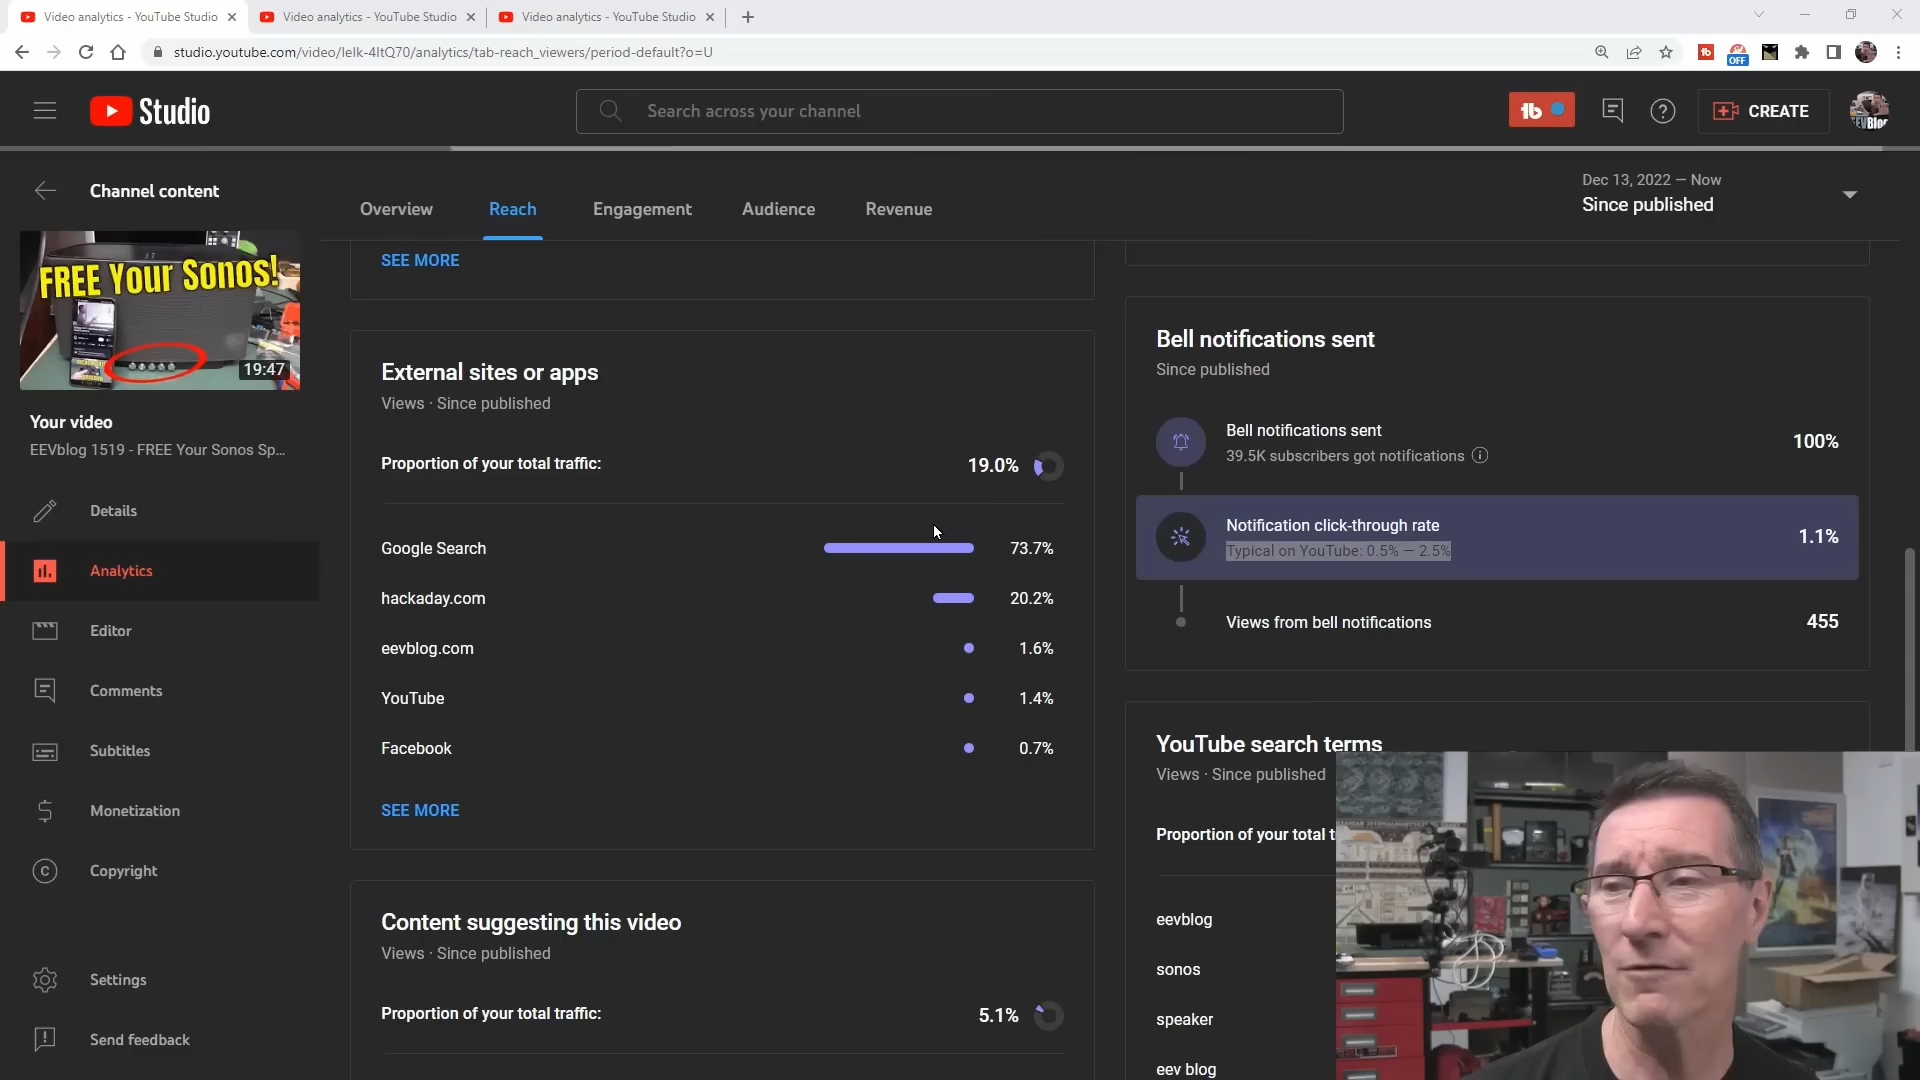 Video analytics - YouTube Studio
Video analytics - YouTube Studio
Video analytics - YouTube Studio
studio.youtube.com/video/lelk-4ltQ70/analytics/tab-reach_viewers/period-default?o=U
OFF
Studio
Search across your channel
CREATE
Channel content
Overview
Reach
Engagement
Audience
Revenue
Dec 13, 2022 – Now
Since published
FREE Your Sonos!
19:47
Your video
EEVblog 1519 - FREE Your Sonos Sp...
Details
Analytics
Editor
Comments
Subtitles
Monetization
Copyright
Settings
Send feedback
SEE MORE
External sites or apps
Views · Since published
Proportion of your total traffic: 19.0%
Google Search 73.7%
hackaday.com 20.2%
eevblog.com 1.6%
YouTube 1.4%
Facebook 0.7%
SEE MORE
Content suggesting this video
Views · Since published
Proportion of your total traffic: 5.1%
Bell notifications sent
Since published
Bell notifications sent 100%
39.5K subscribers got notifications
Notification click-through rate 1.1%
Typical on YouTube: 0.5% – 2.5%
Views from bell notifications 455
YouTube search terms
Views · Since published
Proportion of your total t
eevblog
sonos
speaker
eev blog